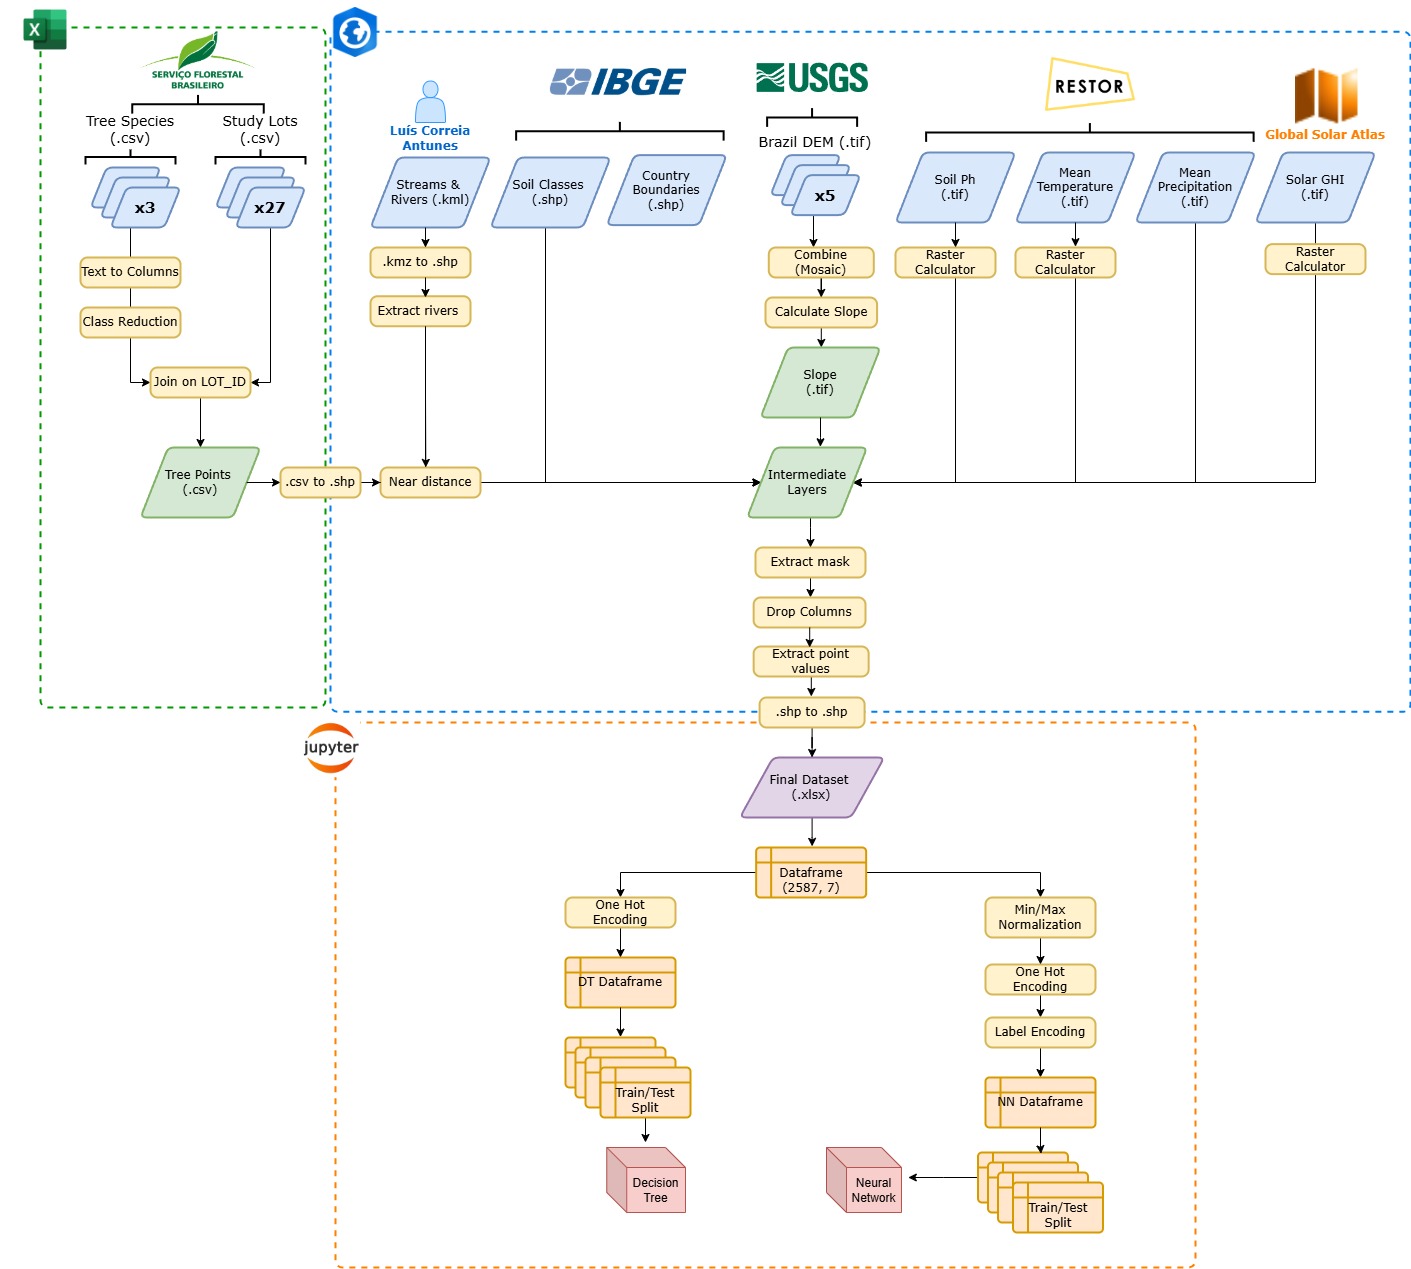 X
SERVIÇO FLORESTAL
BRASILEIRO
Tree Species
(.csv)
Study Lots
(.csv)
x3
x27
Text to Columns
Class Reduction
Join on LOT_ID
Tree Points
(.csv)
.csv to .shp
Luís Correia
Antunes
Streams &
Rivers (.kml)
.kmz to .shp
Extract rivers
Near distance
IBGE
Soil Classes
(.shp)
Country
Boundaries
(.shp)
USGS
Brazil DEM (.tif)
x5
Combine
(Mosaic)
Calculate Slope
Slope
(.tif)
Intermediate
Layers
RESTOR
Soil Ph
(.tif)
Raster
Calculator
Mean
Temperature
(.tif)
Raster
Calculator
Mean
Precipitation
(.tif)
Global Solar Atlas
Solar GHI
(.tif)
Raster
Calculator
Extract mask
Drop Columns
Extract point
values
.shp to .shp
jupyter
Final Dataset
(.xlsx)
Dataframe
(2587, 7)
One Hot
Encoding
DT Dataframe
Train/Test
Split
Decision
Tree
Min/Max
Normalization
One Hot
Encoding
Label Encoding
NN Dataframe
Train/Test
Split
Neural
Network